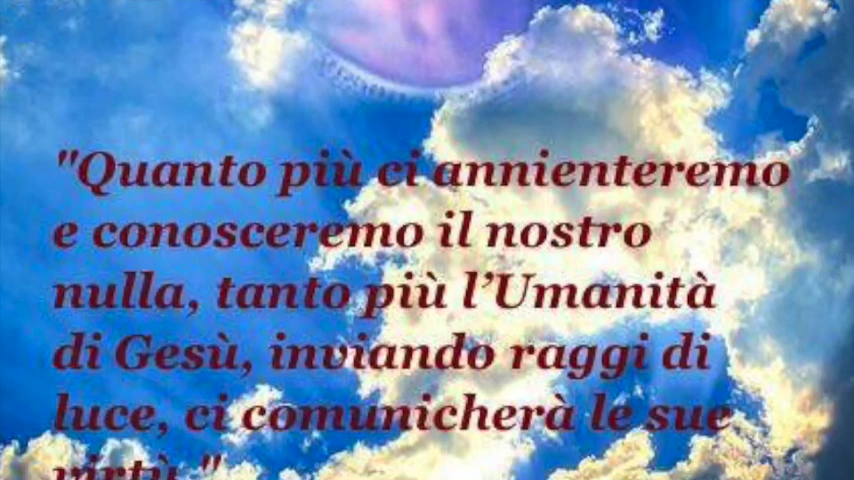 "Quanto più ci annienteremo
e conosceremo il nostro
nulla, tanto più l’Umanità
di Gesù, inviando raggi di
luce, ci comunicherà le sue
virtù."